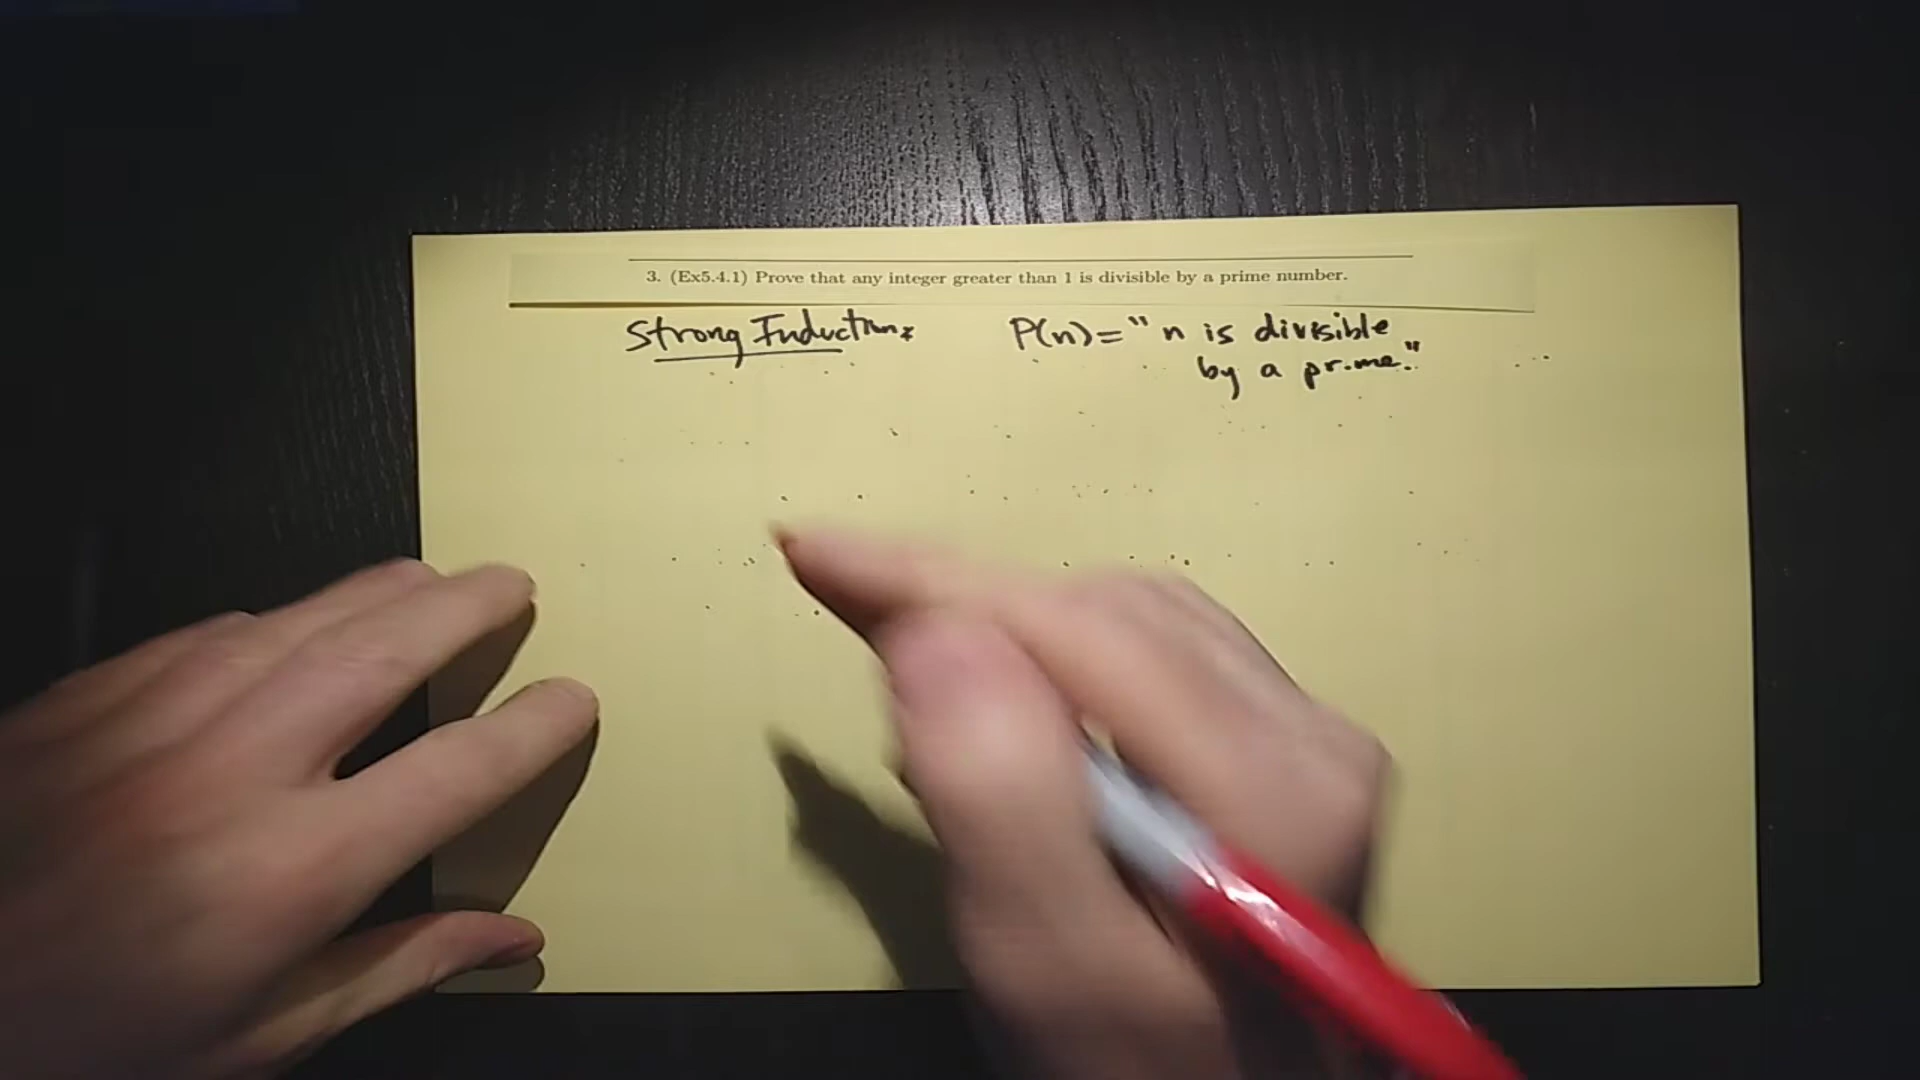 3. (Ex5.4.1) Prove that any integer greater than 1 is divisible by a prime number.
Strong Induction: P(n) = "n is divisible
by a prime."